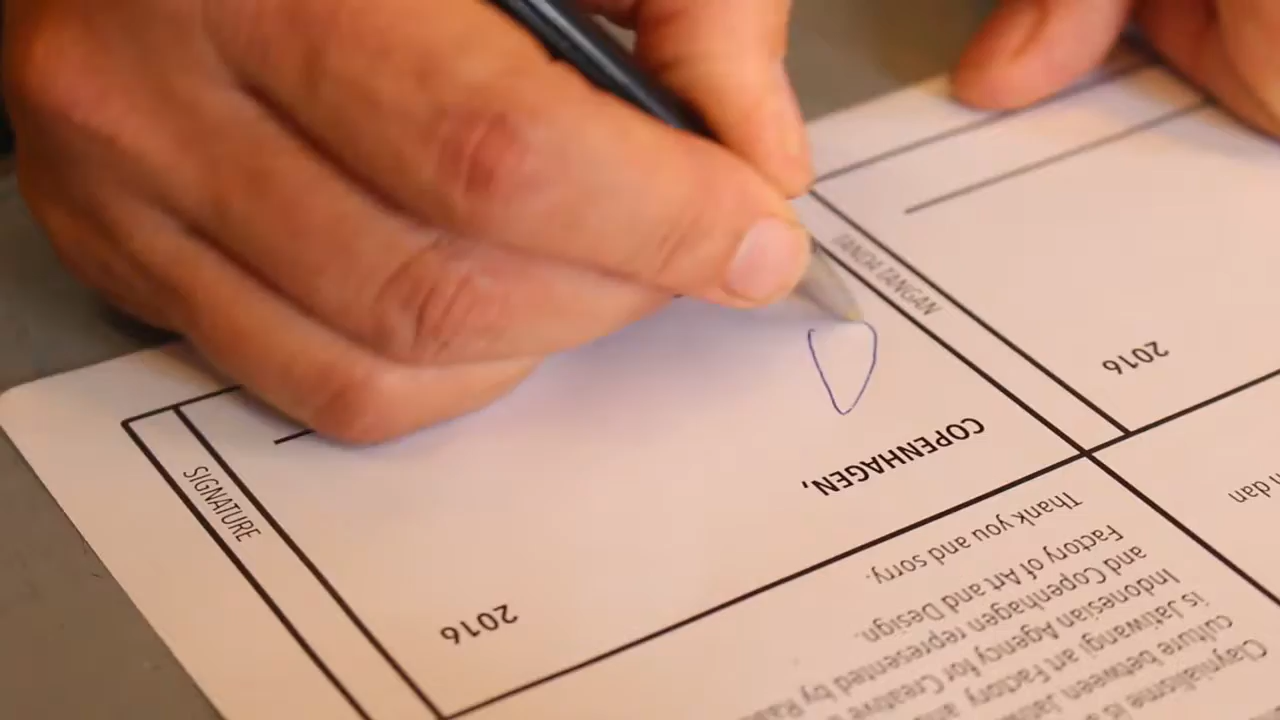 dan
Claynialisme is
culture between
is Jatiwangi art Factory
Indonesian Agency for Creative
and Copenhagen represented by
Factory of Art and Design.
Thank you and sorry.
2016
COPENHAGEN, 2016
TANDA TANGAN
SIGNATURE